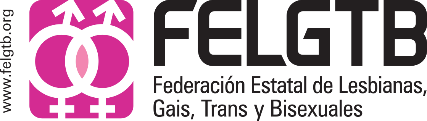 www.felgtb.org
FELGTB
Federación Estatal de Lesbianas,
Gais, Trans y Bisexuales